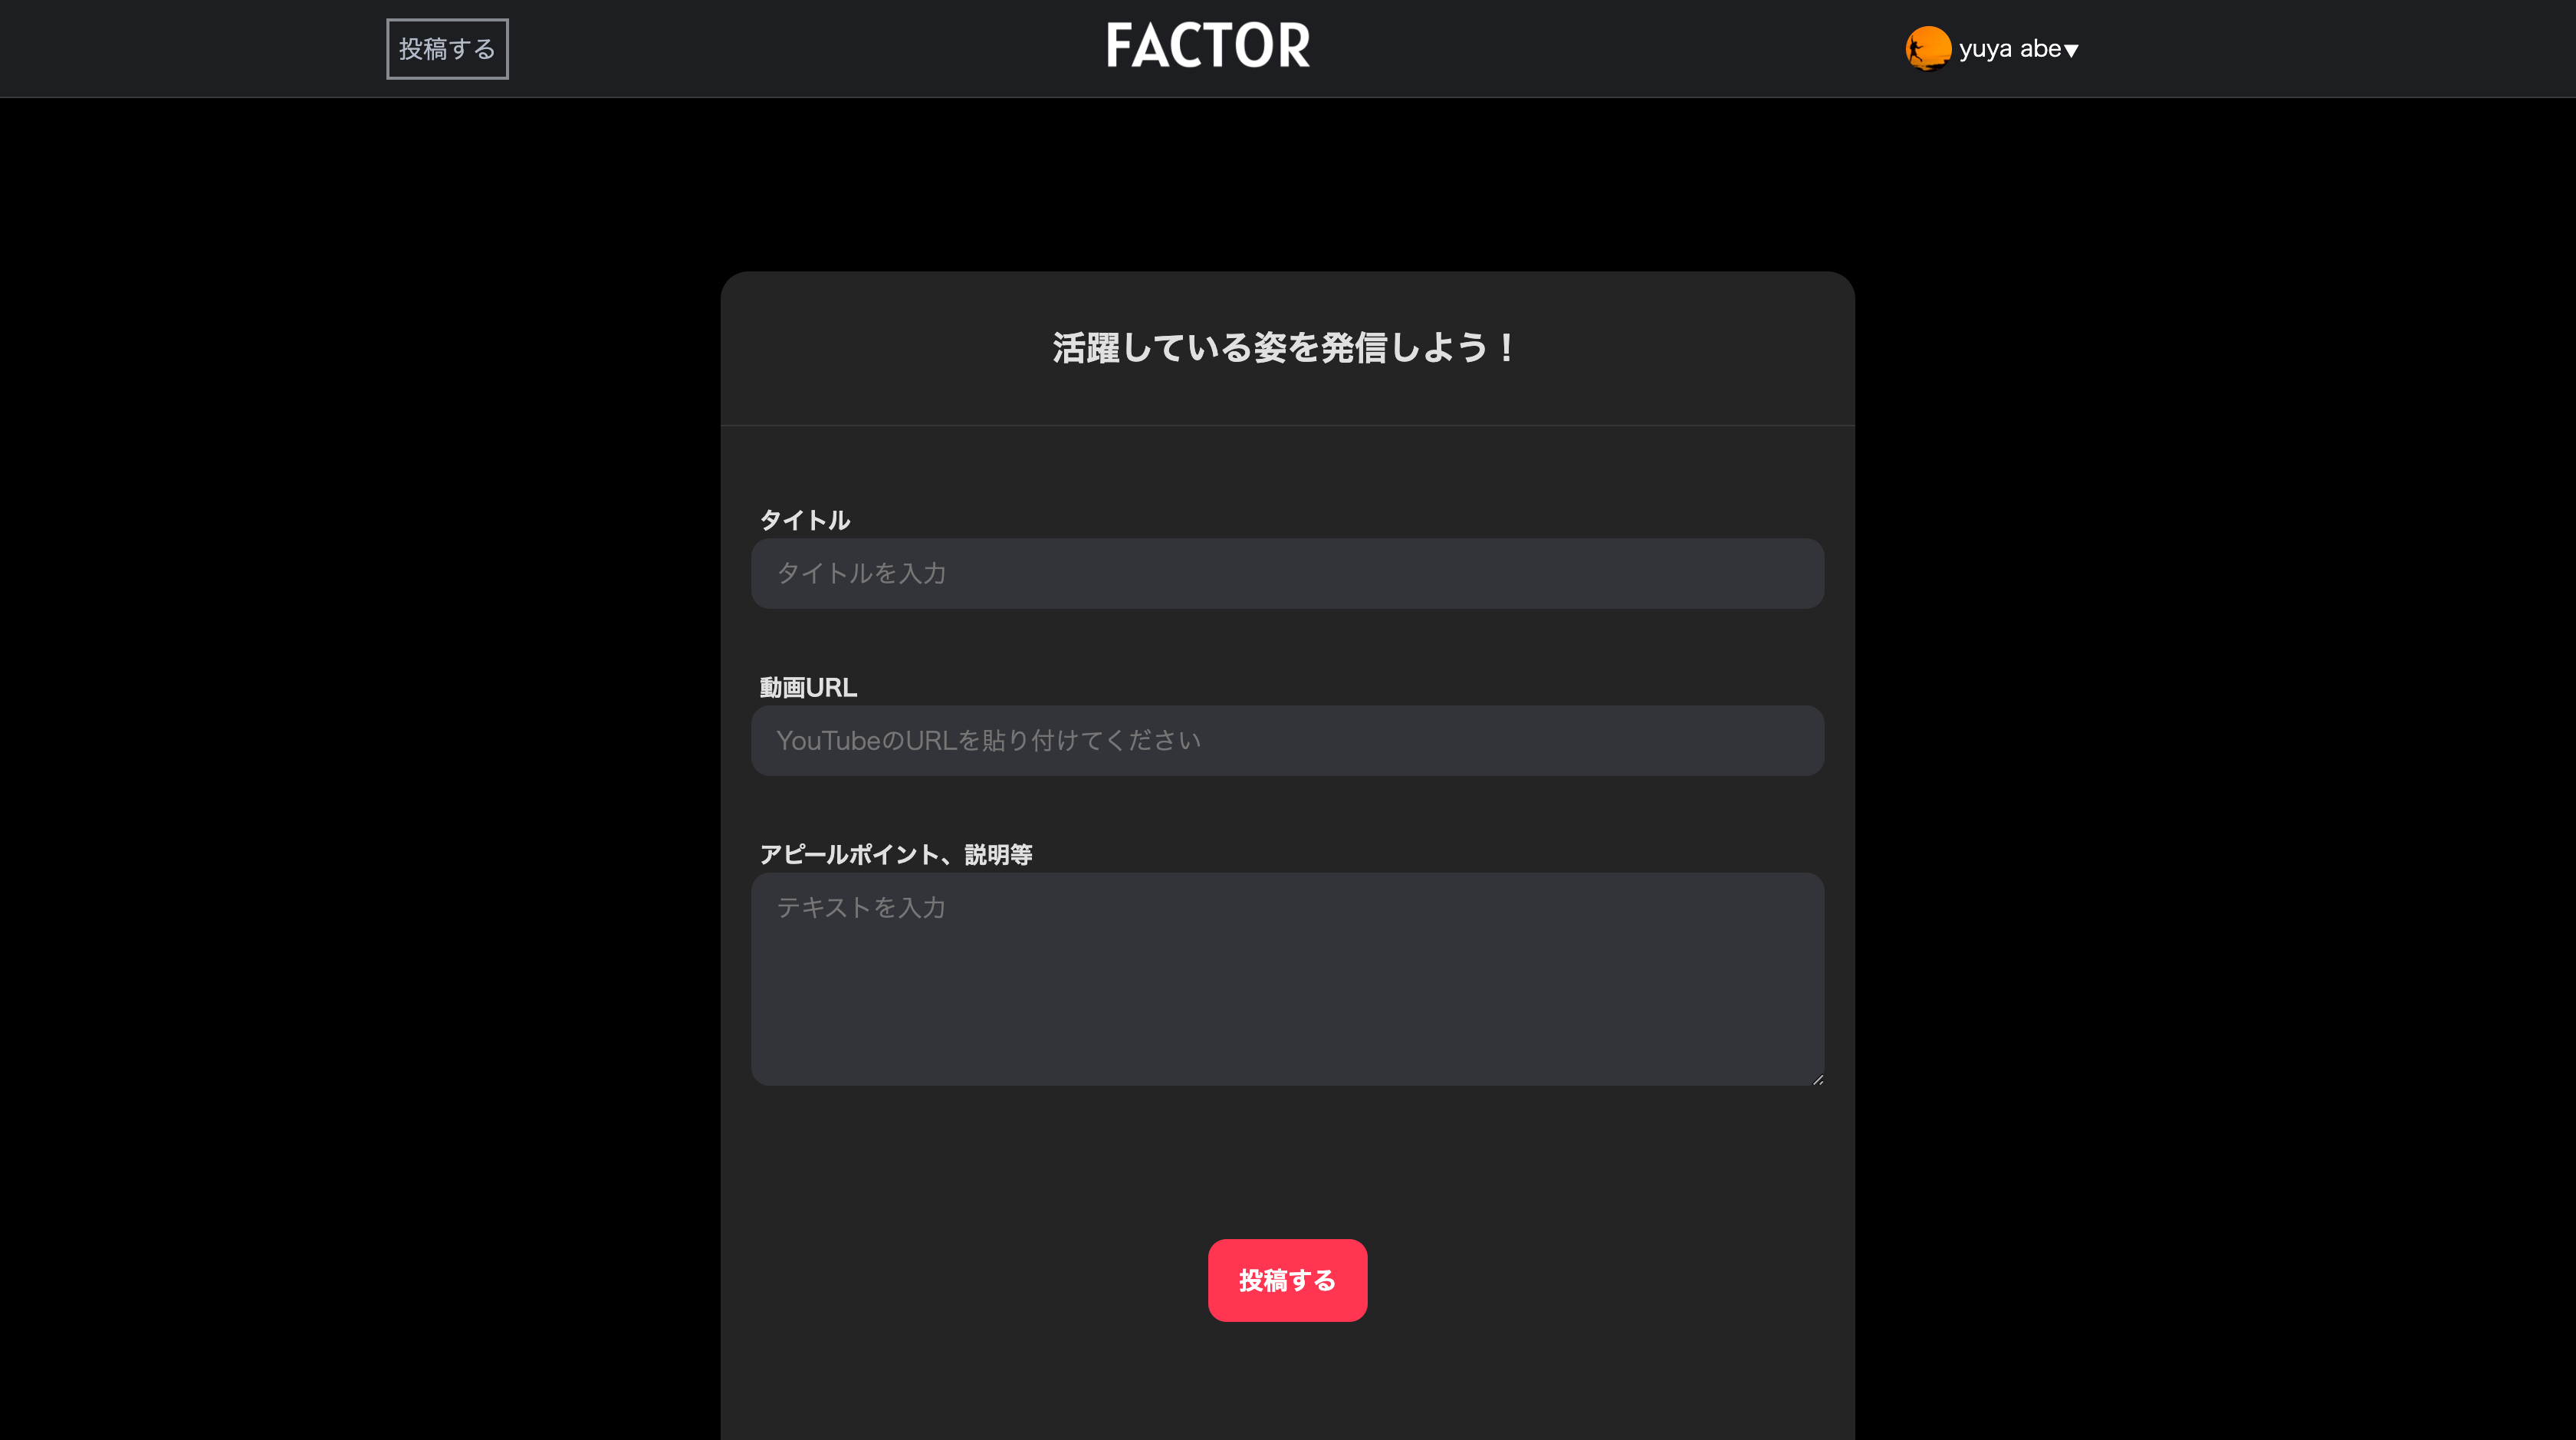 投稿する
FACTOR
yuya abe▼
活躍している姿を発信しよう！
タイトル
タイトルを入力
動画URL
YouTubeのURLを貼り付けてください
アピールポイント、説明等
テキストを入力
投稿する